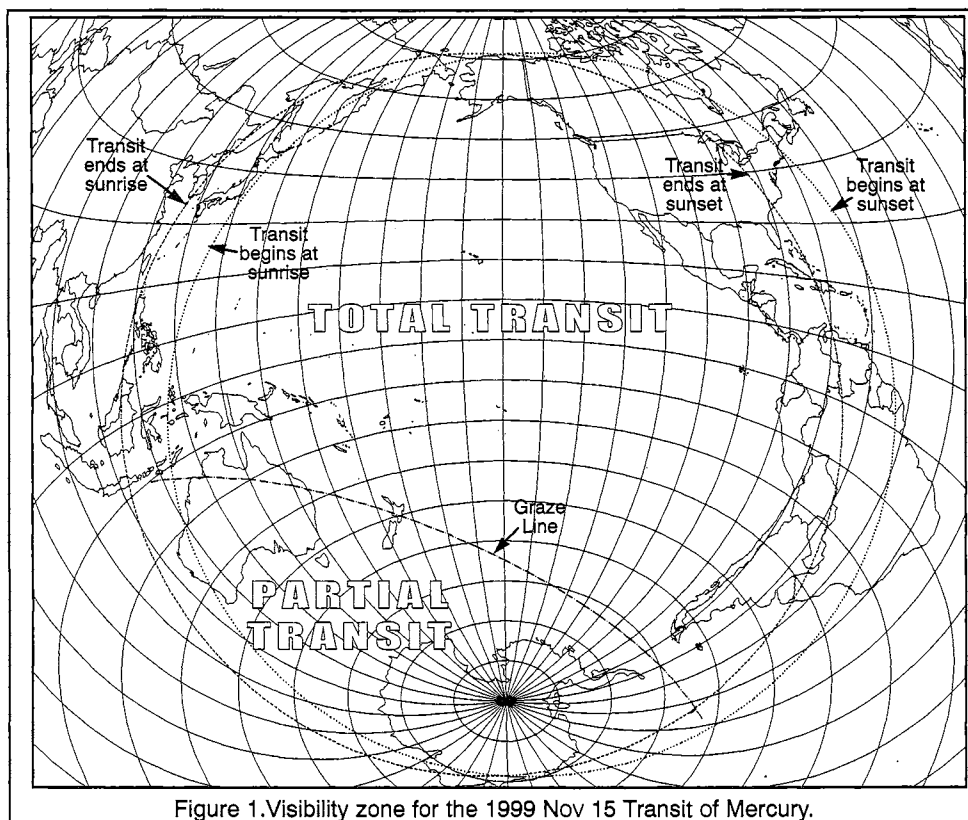 Transit
ends at
sunrise
Transit
begins at
sunrise
Transit
ends at
sunset
Transit
begins at
sunset
TOTAL TRANSIT
Graze
Line
PARTIAL
TRANSIT
Figure 1.Visibility zone for the 1999 Nov 15 Transit of Mercury.